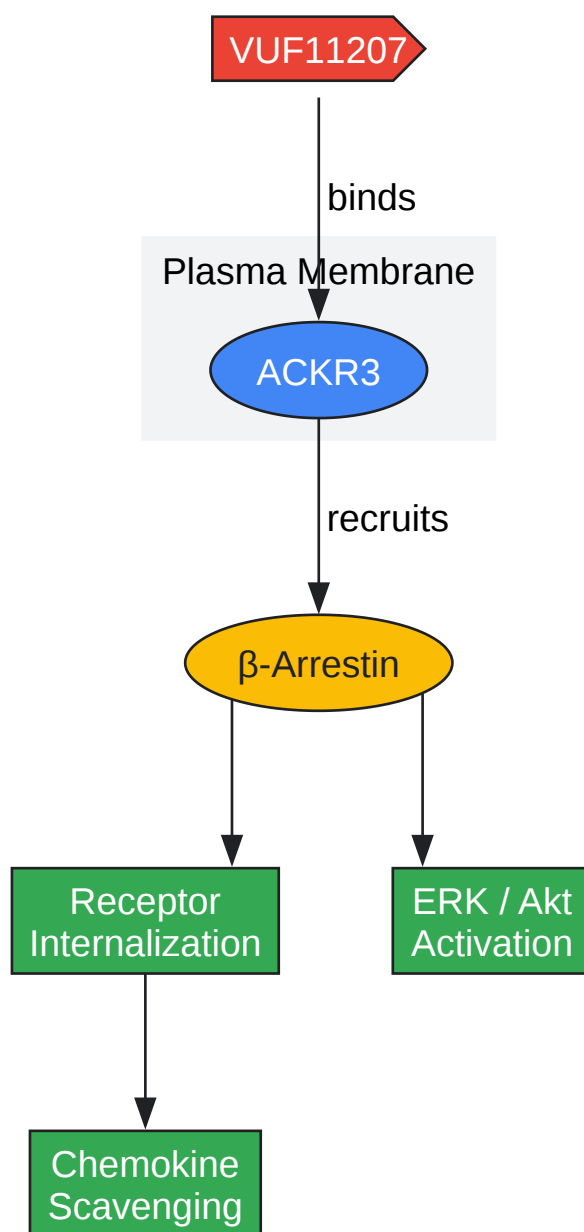 VUF11207
binds
Plasma Membrane
ACKR3
recruits
β-Arrestin
Receptor
Internalization
ERK / Akt
Activation
Chemokine
Scavenging